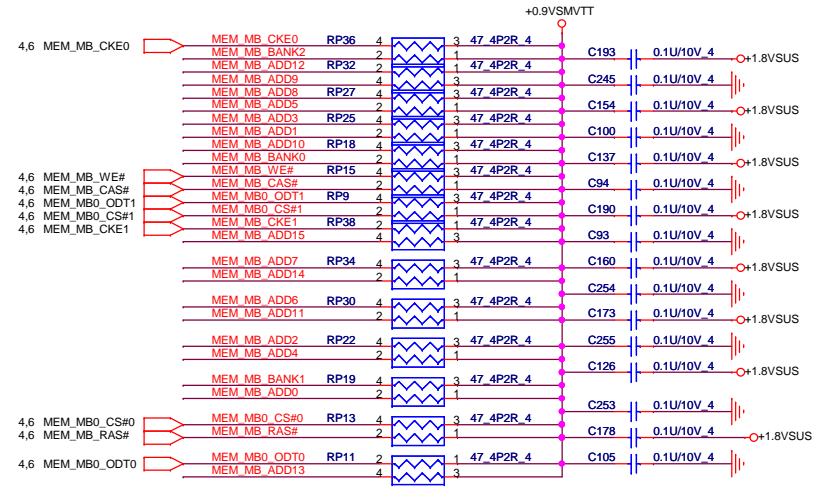 +0.9VSMVTT
4,6 MEM_MB_CKE0 MEM_MB_CKE0 RP36 4 3 47_4P2R_4
MEM_MB_BANK2 2 1 C193 0.1U/10V_4 +1.8VSUS
MEM_MB_ADD12 RP32 2 1 47_4P2R_4
MEM_MB_ADD9 4 3 C245 0.1U/10V_4
MEM_MB_ADD8 RP27 4 3 47_4P2R_4
MEM_MB_ADD5 2 1 C154 0.1U/10V_4 +1.8VSUS
MEM_MB_ADD3 RP25 4 3 47_4P2R_4
MEM_MB_ADD1 2 1 C100 0.1U/10V_4
MEM_MB_ADD10 RP18 4 3 47_4P2R_4
MEM_MB_BANK0 2 1 C137 0.1U/10V_4 +1.8VSUS
4,6 MEM_MB_WE# MEM_MB_WE# RP15 4 3 47_4P2R_4
4,6 MEM_MB_CAS# MEM_MB_CAS# 2 1 C94 0.1U/10V_4
4,6 MEM_MB0_ODT1 MEM_MB0_ODT1 RP9 4 3 47_4P2R_4
4,6 MEM_MB0_CS#1 MEM_MB0_CS#1 2 1 C190 0.1U/10V_4 +1.8VSUS
4,6 MEM_MB_CKE1 MEM_MB_CKE1 RP38 2 1 47_4P2R_4
MEM_MB_ADD15 4 3 C93 0.1U/10V_4
MEM_MB_ADD7 RP34 4 3 47_4P2R_4 C160 0.1U/10V_4 +1.8VSUS
MEM_MB_ADD14 2 1
C254 0.1U/10V_4
MEM_MB_ADD6 RP30 4 3 47_4P2R_4
MEM_MB_ADD11 2 1 C173 0.1U/10V_4 +1.8VSUS
MEM_MB_ADD2 RP22 4 3 47_4P2R_4 C255 0.1U/10V_4
MEM_MB_ADD4 2 1
C126 0.1U/10V_4 +1.8VSUS
MEM_MB_BANK1 RP19 4 3 47_4P2R_4
MEM_MB_ADD0 2 1
C253 0.1U/10V_4
4,6 MEM_MB0_CS#0 MEM_MB0_CS#0 RP13 4 3 47_4P2R_4
4,6 MEM_MB_RAS# MEM_MB_RAS# 2 1 C178 0.1U/10V_4 +1.8VSUS
4,6 MEM_MB0_ODT0 MEM_MB0_ODT0 RP11 2 1 47_4P2R_4 C105 0.1U/10V_4
MEM_MB_ADD13 4 3